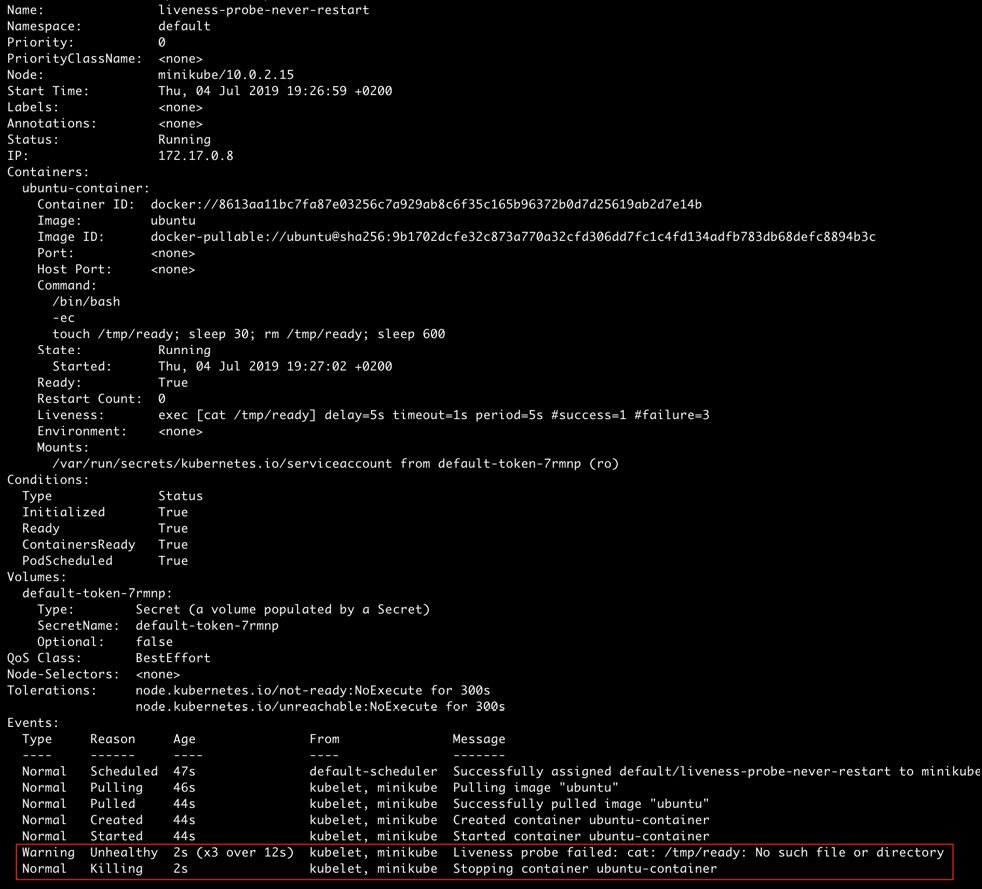 Name: liveness-probe-never-restart
Namespace: default
Priority: 0
PriorityClassName: <none>
Node: minikube/10.0.2.15
Start Time: Thu, 04 Jul 2019 19:26:59 +0200
Labels: <none>
Annotations: <none>
Status: Running
IP: 172.17.0.8
Containers:
ubuntu-container:
Container ID: docker://8613aa11bc7fa87e03256c7a929ab8c6f35c165b96372b0d7d25619ab2d7e14b
Image: ubuntu
Image ID: docker-pullable://ubuntu@sha256:9b1702dcfe32c873a770a32cfd306dd7fc1c4fd134adfb783db68defc8894b3c
Port: <none>
Host Port: <none>
Command:
/bin/bash
-ec
touch /tmp/ready; sleep 30; rm /tmp/ready; sleep 600
State: Running
Started: Thu, 04 Jul 2019 19:27:02 +0200
Ready: True
Restart Count: 0
Liveness: exec [cat /tmp/ready] delay=5s timeout=1s period=5s #success=1 #failure=3
Environment: <none>
Mounts:
/var/run/secrets/kubernetes.io/serviceaccount from default-token-7rmnp (ro)
Conditions:
Type Status
Initialized True
Ready True
ContainersReady True
PodScheduled True
Volumes:
default-token-7rmnp:
Type: Secret (a volume populated by a Secret)
SecretName: default-token-7rmnp
Optional: false
QoS Class: BestEffort
Node-Selectors: <none>
Tolerations: node.kubernetes.io/not-ready:NoExecute for 300s
node.kubernetes.io/unreachable:NoExecute for 300s
Events:
Type Reason Age From Message
---- ------ ---- ---- -------
Normal Scheduled 47s default-scheduler Successfully assigned default/liveness-probe-never-restart to minikube
Normal Pulling 46s kubelet, minikube Pulling image "ubuntu"
Normal Pulled 44s kubelet, minikube Successfully pulled image "ubuntu"
Normal Created 44s kubelet, minikube Created container ubuntu-container
Normal Started 44s kubelet, minikube Started container ubuntu-container
Warning Unhealthy 2s (x3 over 12s) kubelet, minikube Liveness probe failed: cat: /tmp/ready: No such file or directory
Normal Killing 2s kubelet, minikube Stopping container ubuntu-container